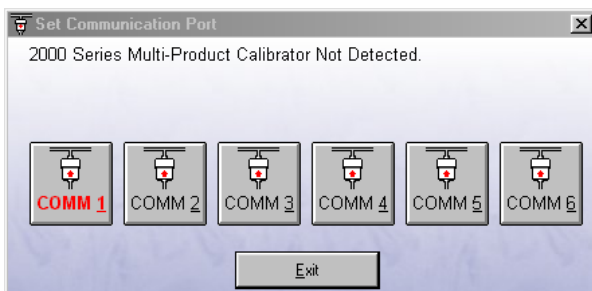 Set Communication Port
2000 Series Multi-Product Calibrator Not Detected.
COMM 1 COMM 2 COMM 3 COMM 4 COMM 5 COMM 6
Exit